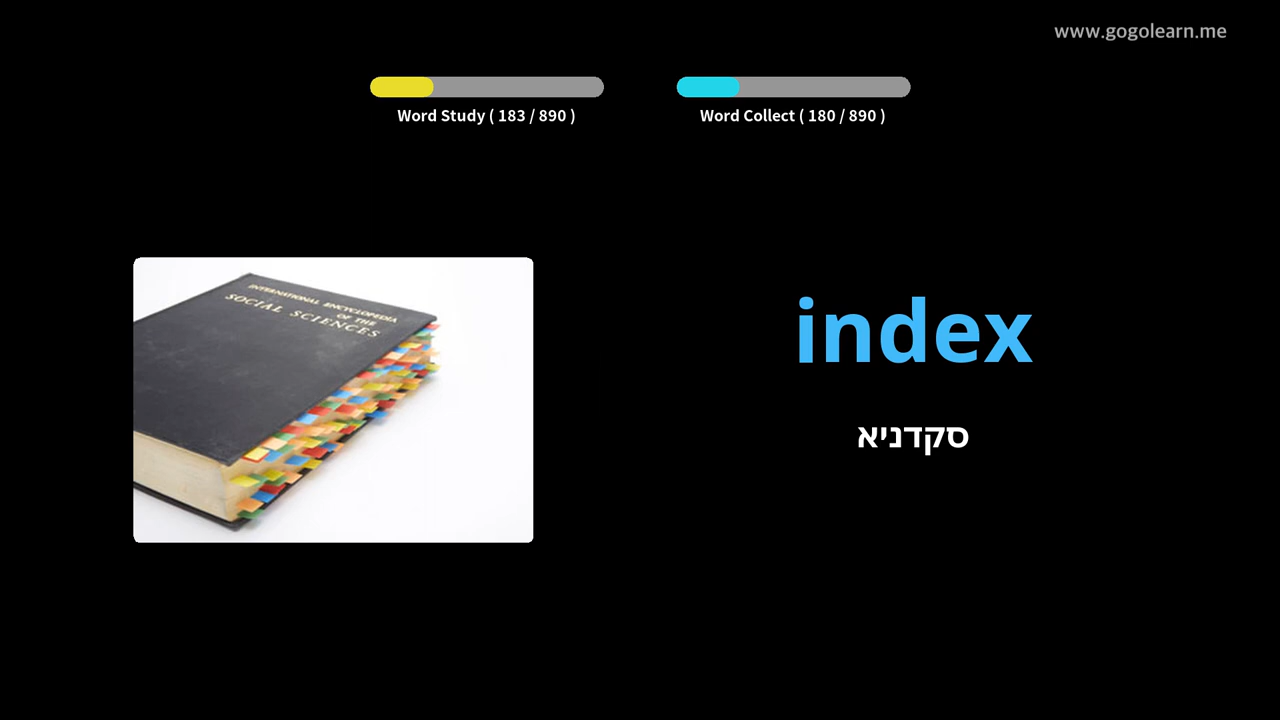 www.gogolearn.me
Word Study ( 183 / 890 )
Word Collect ( 180 / 890 )
INTERNATIONAL ENCYCLOPEDIA
OF THE
SOCIAL SCIENCES
index
סקדניא